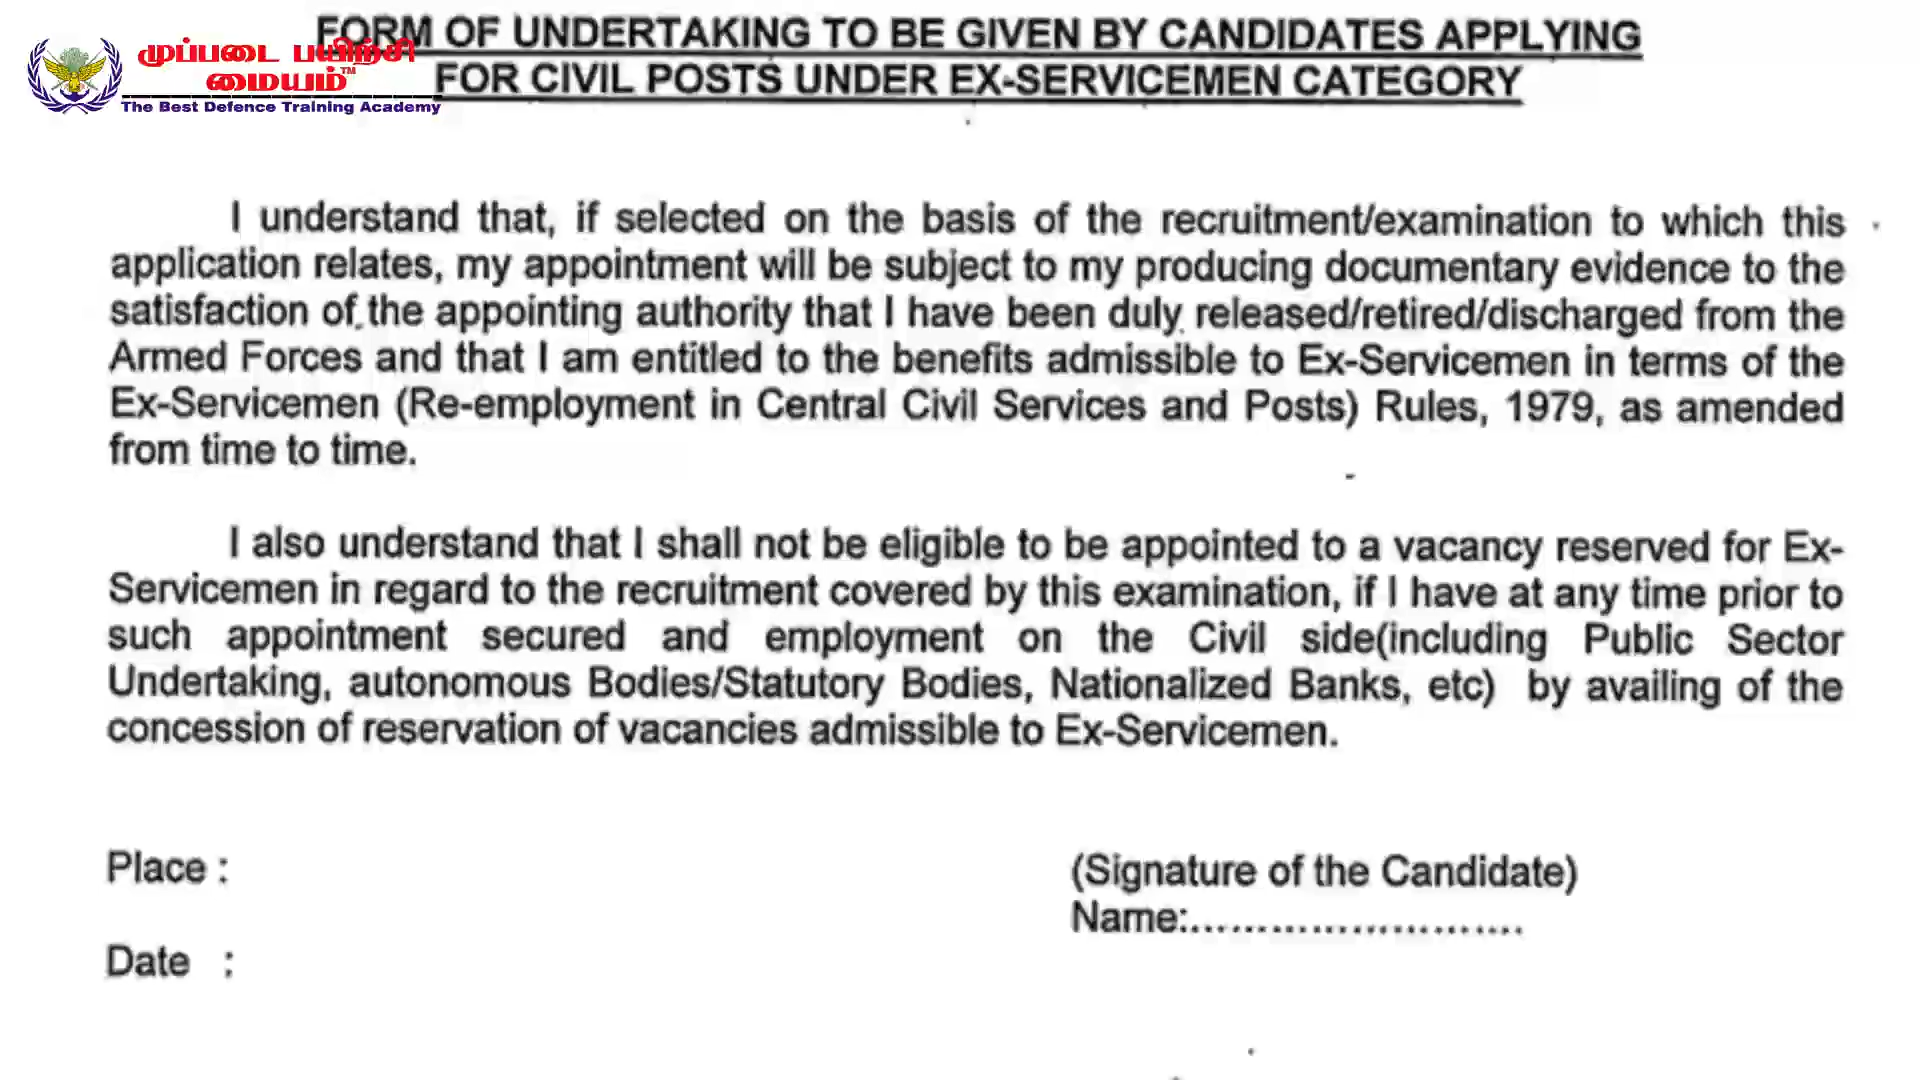 FORM OF UNDERTAKING TO BE GIVEN BY CANDIDATES APPLYING
FOR CIVIL POSTS UNDER EX-SERVICEMEN CATEGORY
முப்படை பயிற்சி
மையம்™
The Best Defence Training Academy
I understand that, if selected on the basis of the recruitment/examination to which this
application relates, my appointment will be subject to my producing documentary evidence to the
satisfaction of the appointing authority that I have been duly released/retired/discharged from the
Armed Forces and that I am entitled to the benefits admissible to Ex-Servicemen in terms of the
Ex-Servicemen (Re-employment in Central Civil Services and Posts) Rules, 1979, as amended
from time to time.
I also understand that I shall not be eligible to be appointed to a vacancy reserved for Ex-
Servicemen in regard to the recruitment covered by this examination, if I have at any time prior to
such appointment secured and employment on the Civil side(including Public Sector
Undertaking, autonomous Bodies/Statutory Bodies, Nationalized Banks, etc) by availing of the
concession of reservation of vacancies admissible to Ex-Servicemen.
Place :
(Signature of the Candidate)
Name:.........................
Date :